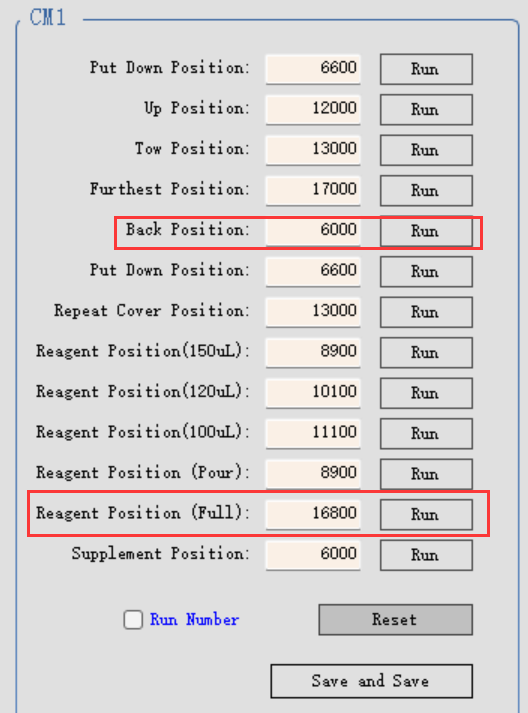 CM1
Put Down Position: 6600 Run
Up Position: 12000 Run
Tow Position: 13000 Run
Furthest Position: 17000 Run
Back Position: 6000 Run
Put Down Position: 6600 Run
Repeat Cover Position: 13000 Run
Reagent Position(150uL): 8900 Run
Reagent Position(120uL): 10100 Run
Reagent Position(100uL): 11100 Run
Reagent Position (Pour): 8900 Run
Reagent Position (Full): 16800 Run
Supplement Position: 6000 Run
Run Number Reset
Save and Save